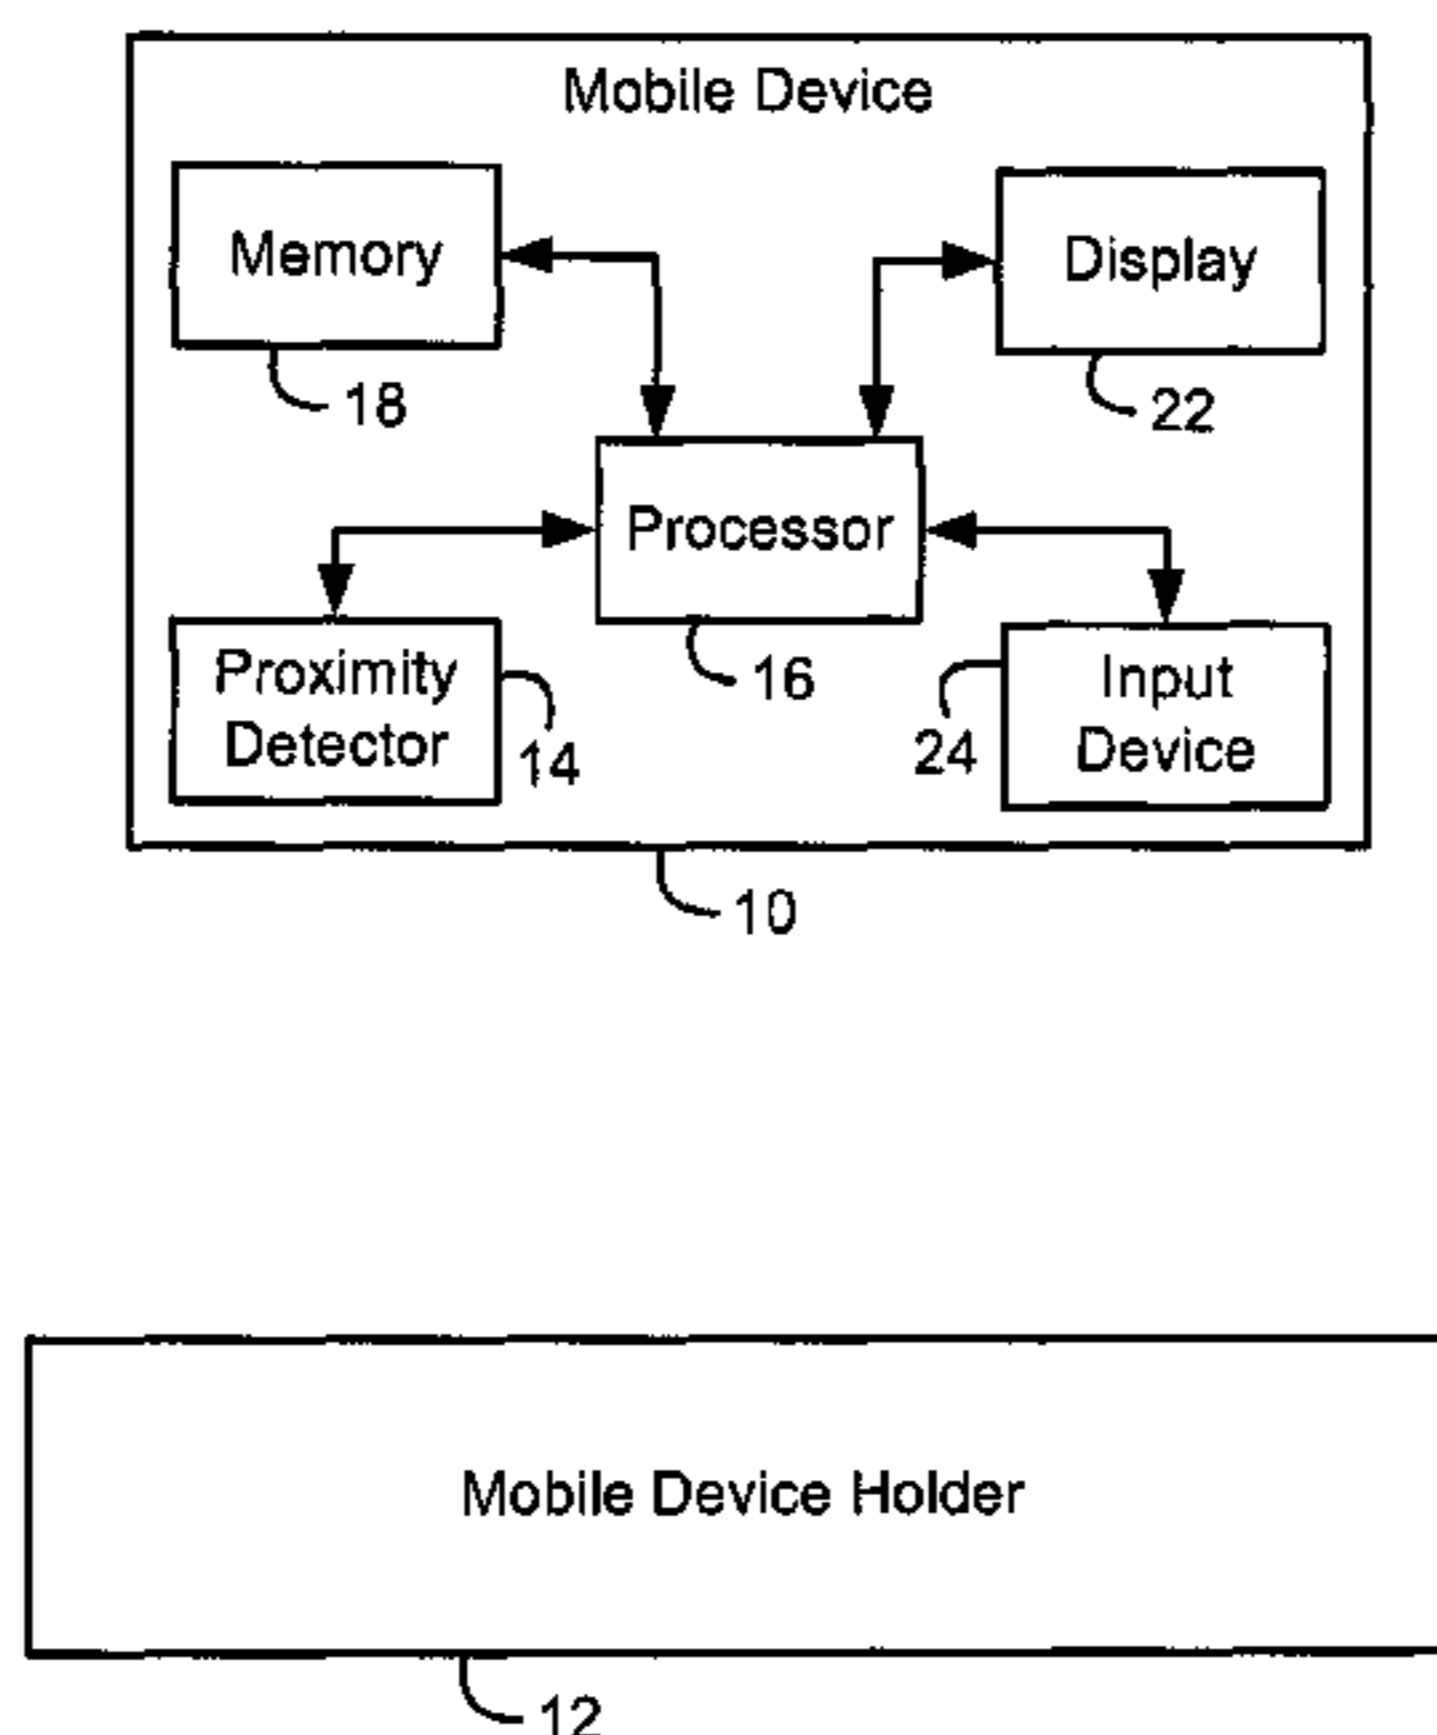 Mobile Device
Memory
Display
18
22
Processor
Proximity
Detector
16
Input
Device
14
24
10
Mobile Device Holder
12